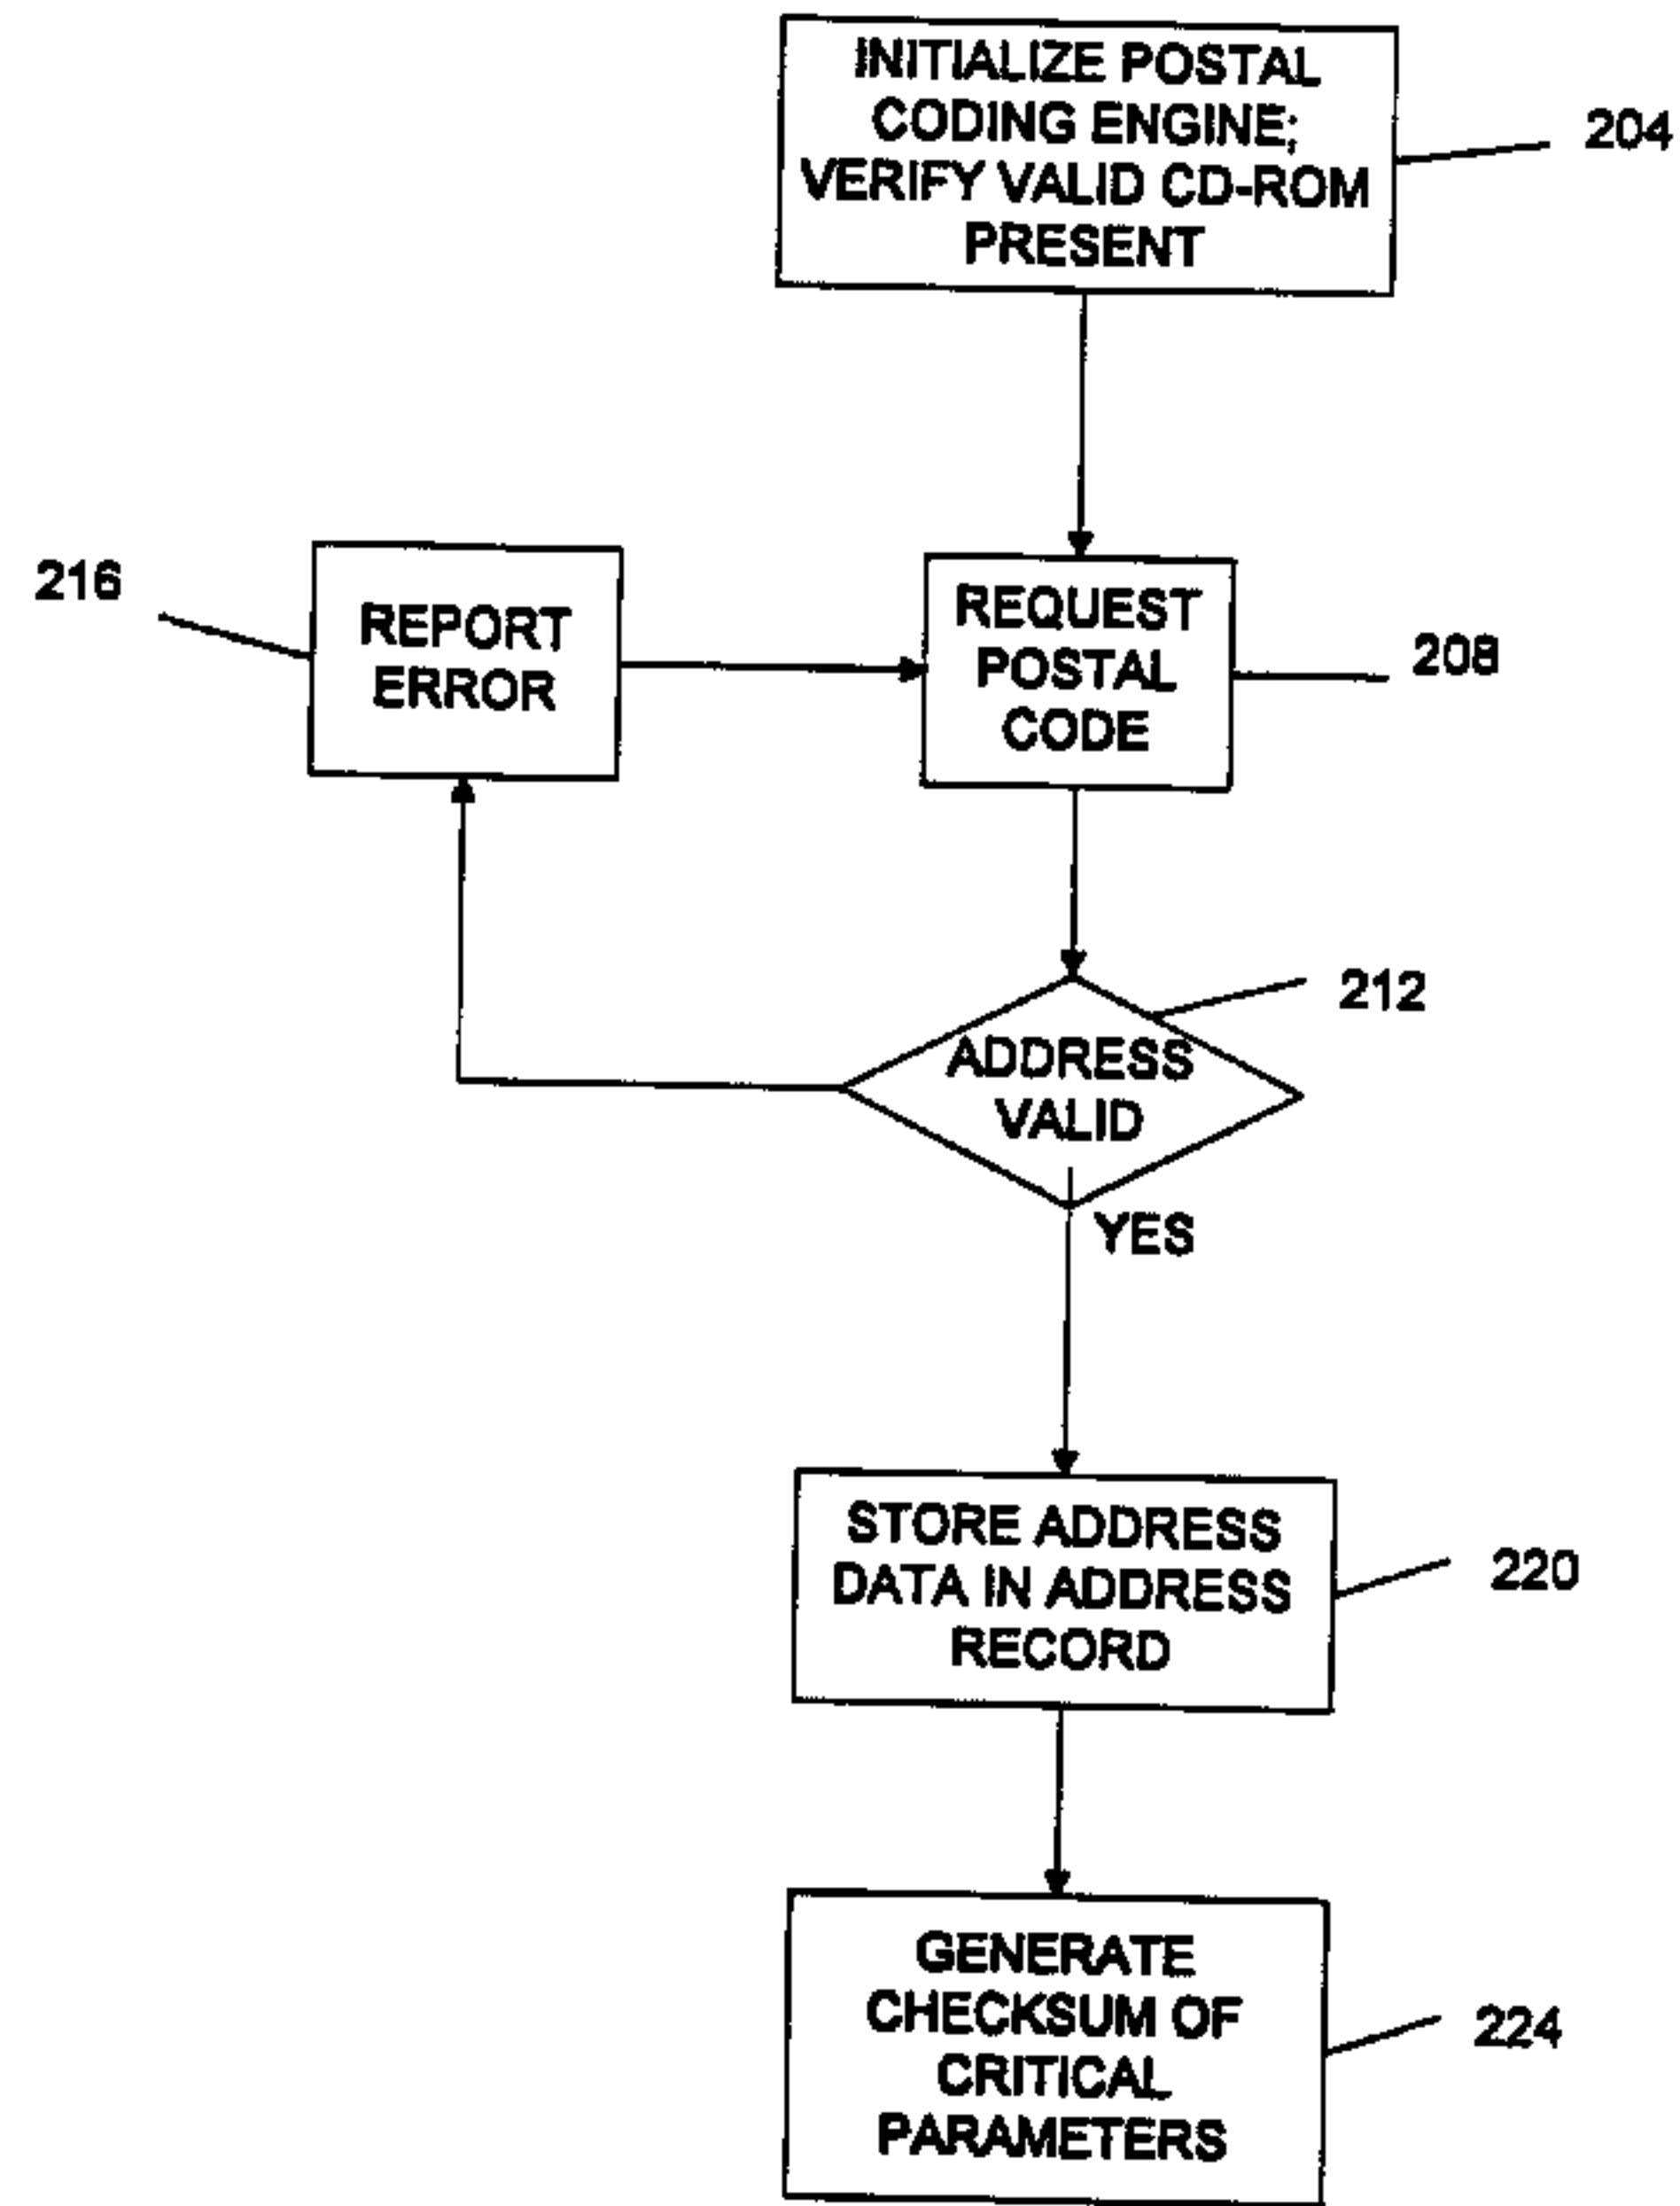 INITIALIZE POSTAL
CODING ENGINE;
VERIFY VALID CD-ROM
PRESENT
204
216
REPORT
ERROR
REQUEST
POSTAL
CODE
208
212
ADDRESS
VALID
YES
STORE ADDRESS
DATA IN ADDRESS
RECORD
220
GENERATE
CHECKSUM OF
CRITICAL
PARAMETERS
224